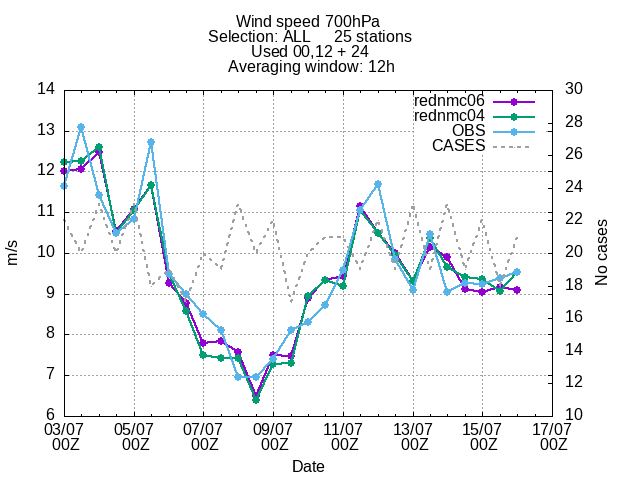 Wind speed 700hPa
Selection: ALL 25 stations
Used 00,12 + 24
Averaging window: 12h
14 30
rednmc06
rednmc04
OBS
CASES
13 28
12 26
24
11 22
10 20
9 18
8 16
14
7 12
6 10
m/s
No cases
03/07 05/07 07/07 09/07 11/07 13/07 15/07 17/07
00Z 00Z 00Z 00Z 00Z 00Z 00Z 00Z
Date